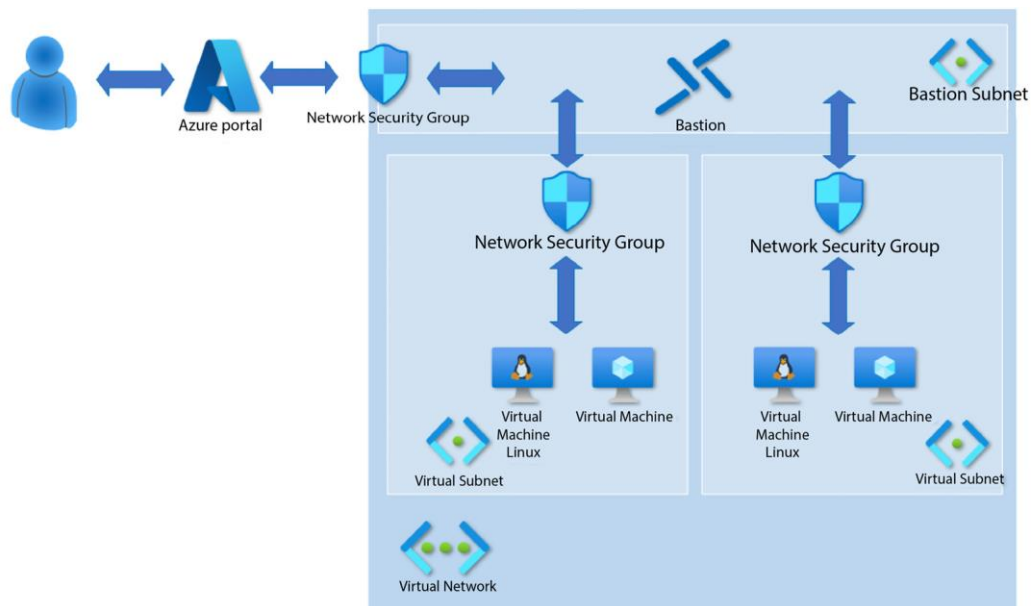 Azure portal
Network Security Group
Bastion
Bastion Subnet
Network Security Group
Network Security Group
Virtual
Machine
Linux
Virtual Machine
Virtual Subnet
Virtual
Machine
Linux
Virtual Machine
Virtual Subnet
Virtual Network